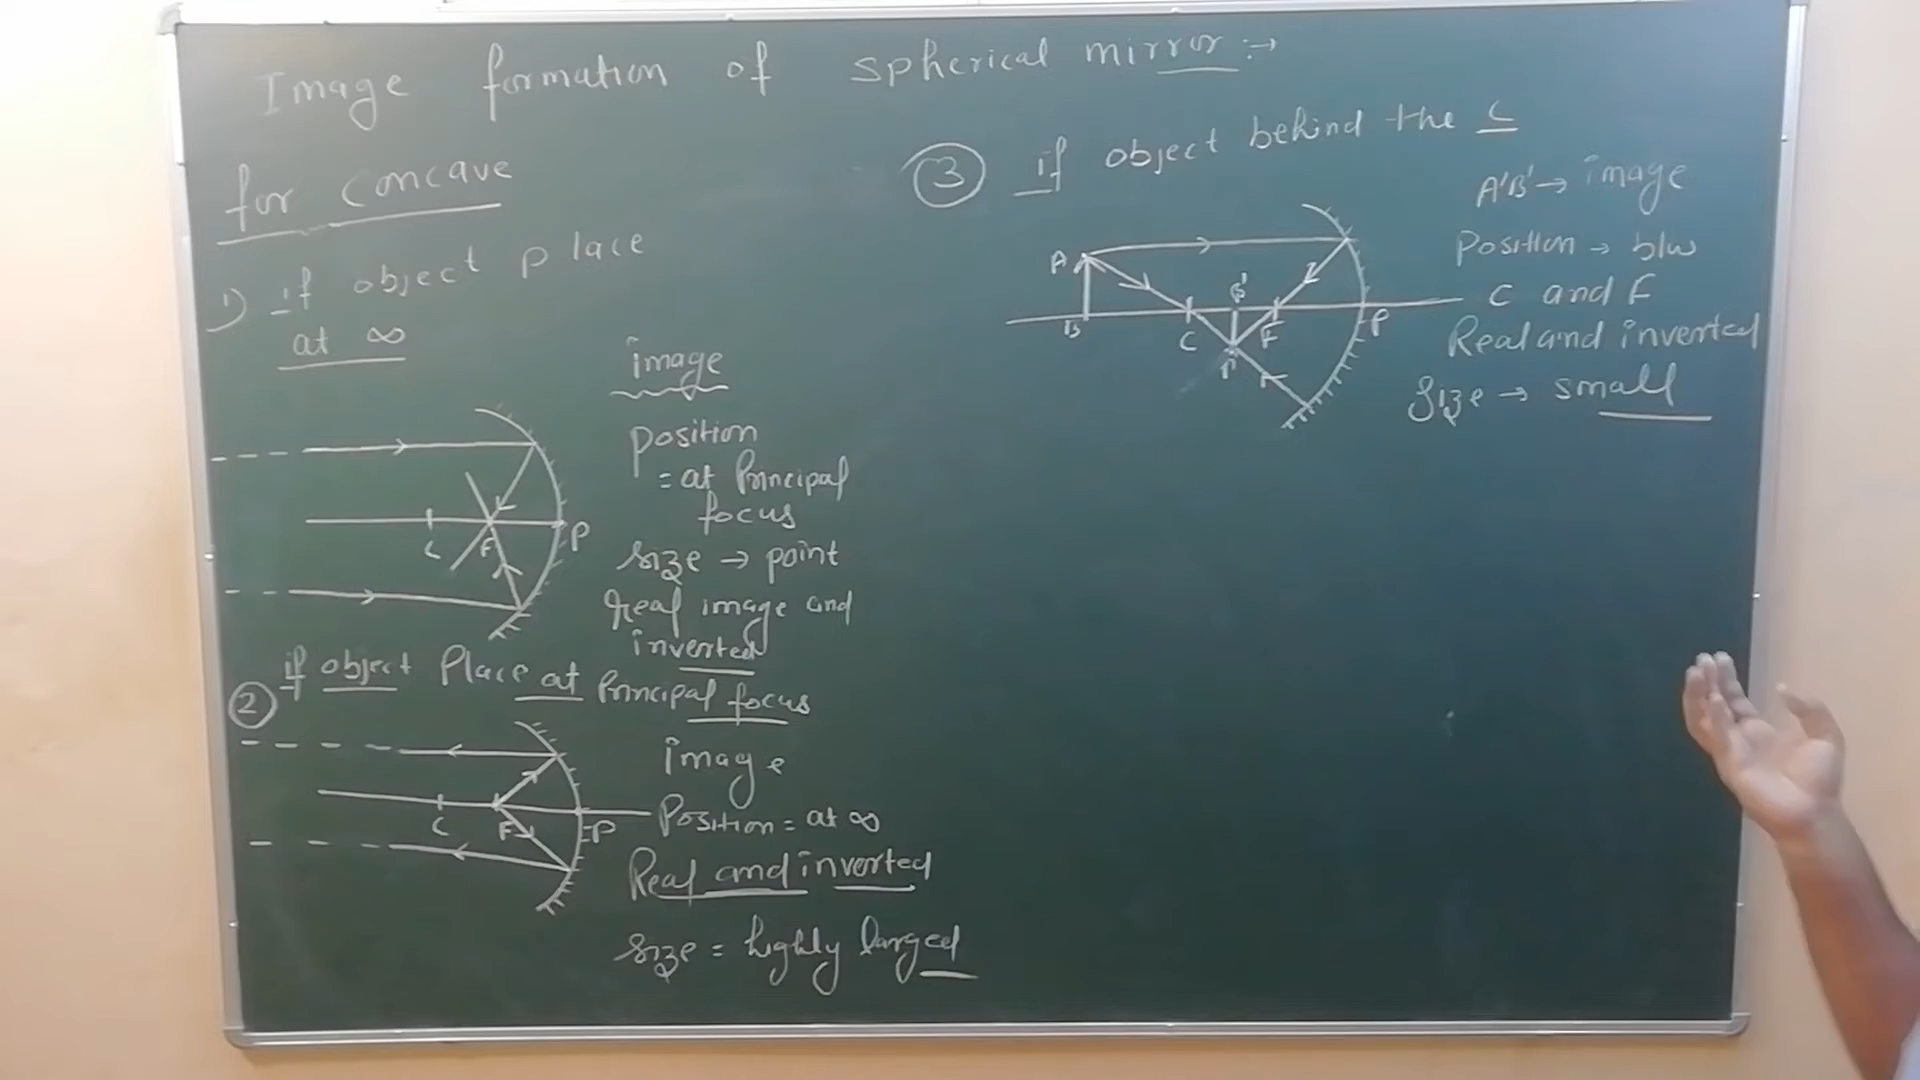 Image formation of spherical mirror :→
for concave
1) if object place
at ∞
C F P
image
position
= at Principal
focus
size → point
real image and
inverted
2 if object Place at Principal focus
C F P
image
Position = at ∞
Real and inverted
size = highly larged
3 if object behind the C
A B'
B C F P
A'B' → image
Position → b/w
C and F
Real and inverted
Size → small